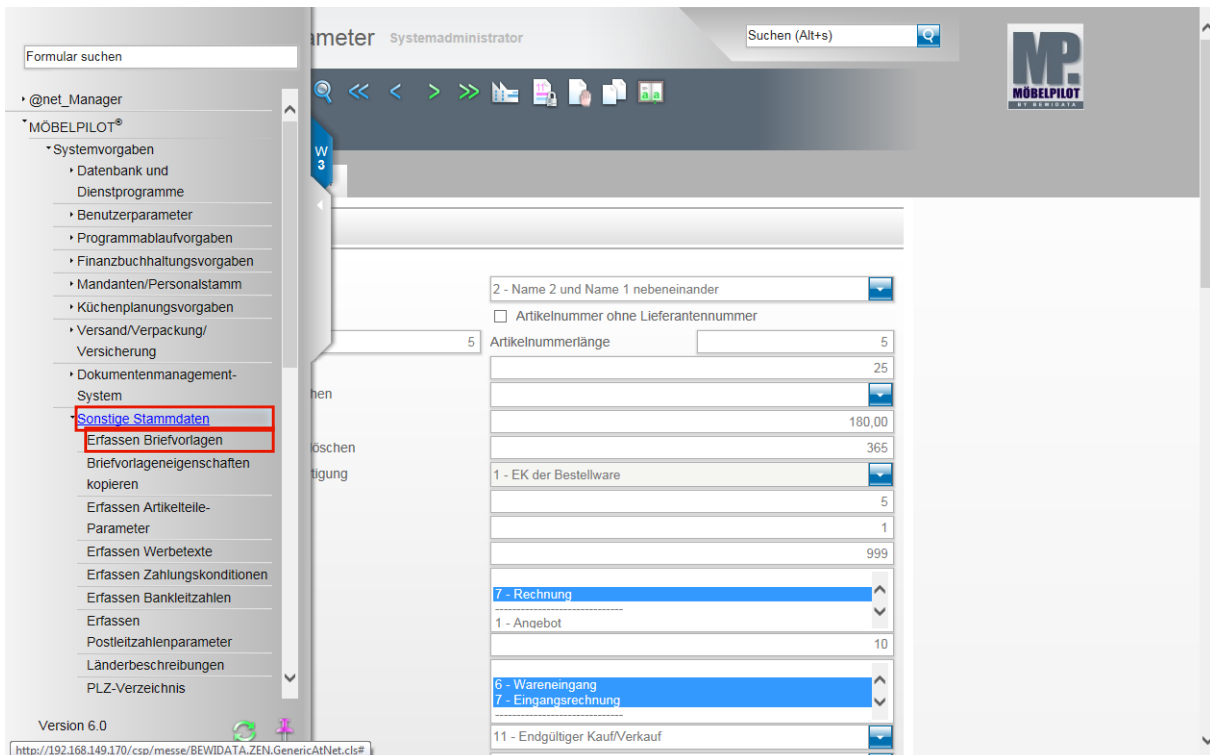 ameter Systemadministrator
Suchen (Alt+s)
MP.
MÖBELPILOT
BY BEWIDATA
Formular suchen
@net_Manager
MÖBELPILOT®
Systemvorgaben
Datenbank und
Dienstprogramme
Benutzerparameter
Programmablaufvorgaben
Finanzbuchhaltungsvorgaben
Mandanten/Personalstamm
Küchenplanungsvorgaben
Versand/Verpackung/
Versicherung
Dokumentenmanagement-
System
Sonstige Stammdaten
Erfassen Briefvorlagen
Briefvorlageneigenschaften
kopieren
Erfassen Artikelteile-
Parameter
Erfassen Werbetexte
Erfassen Zahlungskonditionen
Erfassen Bankleitzahlen
Erfassen
Postleitzahlenparameter
Länderbeschreibungen
PLZ-Verzeichnis
Version 6.0
http://192.168.149.170/csp/messe/BEWIDATA.ZEN.GenericAtNet.cls#
W
3
2 - Name 2 und Name 1 nebeneinander
Artikelnummer ohne Lieferantennummer
5 Artikelnummerlänge 5
25
hen
180,00
löschen 365
tigung 1 - EK der Bestellware
5
1
999
7 - Rechnung
------------------------------
1 - Angebot
10
6 - Wareneingang
7 - Eingangsrechnung
------------------------------
11 - Endgültiger Kauf/Verkauf